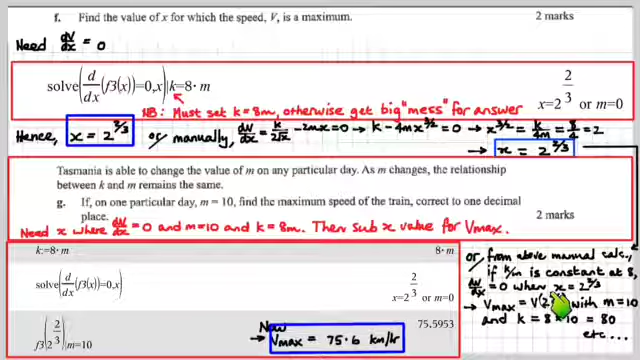 f. Find the value of x for which the speed, V, is a maximum. 2 marks
Need dV/dx = 0
solve(d/dx(f3(x))=0,x)|k=8·m x=2^(2/3) or m=0
NB: Must set k=8m, otherwise get big "mess" for answer
Hence, x = 2^(2/3) or manually, dV/dx = k/(2√x) - 2mx = 0 → k - 4mx^(3/2) = 0 → x^(3/2) = k/4m = 8/4 = 2
→ x = 2^(2/3)
Tasmania is able to change the value of m on any particular day. As m changes, the relationship
between k and m remains the same.
g. If, on one particular day, m = 10, find the maximum speed of the train, correct to one decimal
place. 2 marks
Need x where dV/dx = 0 and m=10 and k=8m. Then sub x value for Vmax.
k:=8·m 8·m
solve(d/dx(f3(x))=0,x) x=2^(2/3) or m=0
f3(2^(2/3))|m=10 75.5953
Now
→ Vmax = 75.6 km/hr
or, from above manual calc.,
if k/m is constant at 8,
dV/dx = 0 when x = 2^(2/3)
→ Vmax = V(2 with m=10
and k = 8 × 10 = 80
etc...